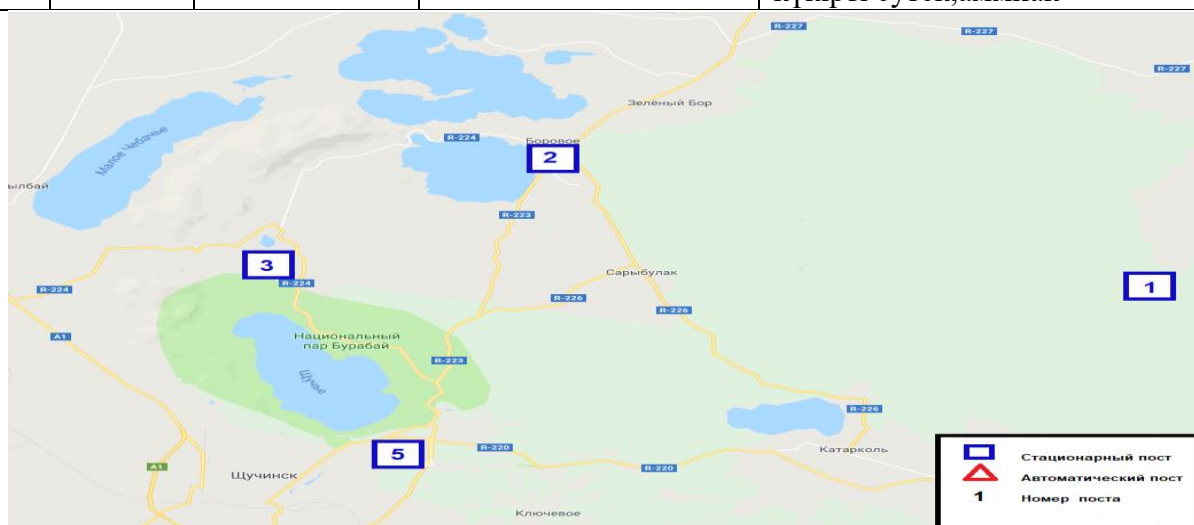 R-227
R-227
R-227
Зелёный Бор
R-224
Боровое
2
Малое Чебачье
ылбай
R-223
3
Сарыбулак
1
R-224
R-224
R-226
R-226
A1
Национальный
пар Бурабай
R-223
Щучье
R-226
5
R-220
Катарколь
A1
Щучинск
R-220
Ключевое
Стационарный пост
Автоматический пост
1 Номер поста